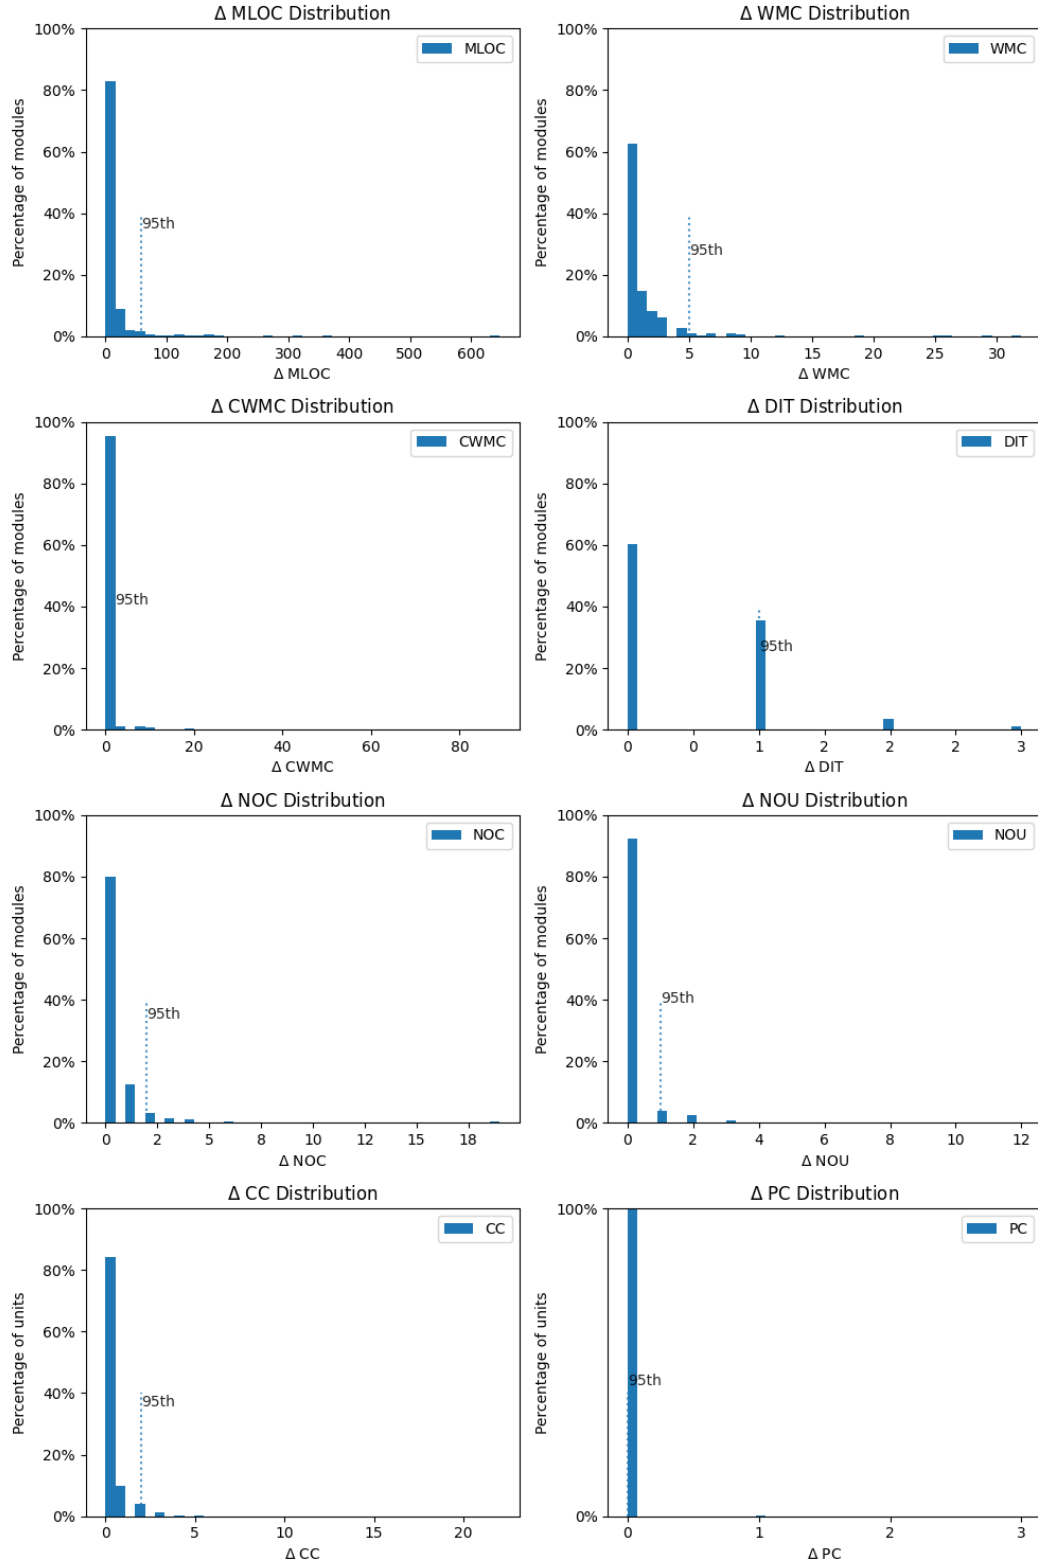 Δ MLOC Distribution
100%
80%
60%
40%
20%
0%
Percentage of modules
MLOC
95th
0 100 200 300 400 500 600
Δ MLOC
Δ WMC Distribution
100%
80%
60%
40%
20%
0%
Percentage of modules
WMC
95th
0 5 10 15 20 25 30
Δ WMC
Δ CWMC Distribution
100%
80%
60%
40%
20%
0%
Percentage of modules
CWMC
95th
0 20 40 60 80
Δ CWMC
Δ DIT Distribution
100%
80%
60%
40%
20%
0%
Percentage of modules
DIT
95th
0 0 1 2 2 2 3
Δ DIT
Δ NOC Distribution
100%
80%
60%
40%
20%
0%
Percentage of modules
NOC
95th
0 2 5 8 10 12 15 18
Δ NOC
Δ NOU Distribution
100%
80%
60%
40%
20%
0%
Percentage of modules
NOU
95th
0 2 4 6 8 10 12
Δ NOU
Δ CC Distribution
100%
80%
60%
40%
20%
0%
Percentage of units
CC
95th
0 5 10 15 20
Δ CC
Δ PC Distribution
100%
80%
60%
40%
20%
0%
Percentage of units
PC
95th
0 1 2 3
Δ PC